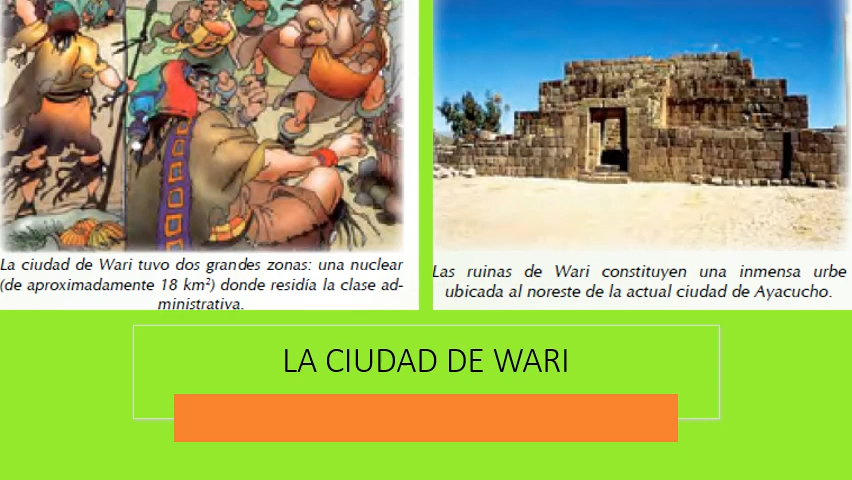 La ciudad de Wari tuvo dos grandes zonas: una nuclear
(de aproximadamente 18 km²) donde residía la clase ad-
ministrativa.
Las ruinas de Wari constituyen una inmensa urbe
ubicada al noreste de la actual ciudad de Ayacucho.
LA CIUDAD DE WARI